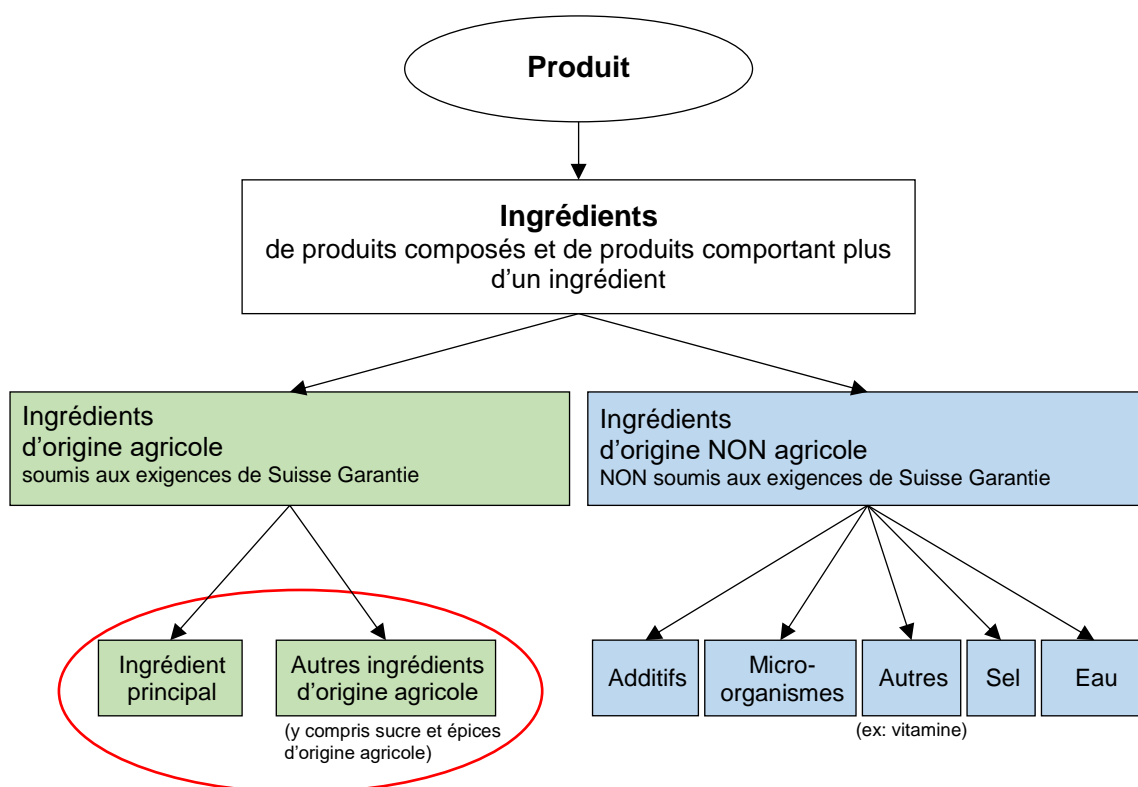 Produit
Ingrédients
de produits composés et de produits comportant plus
d’un ingrédient
Ingrédients
d’origine agricole
soumis aux exigences de Suisse Garantie
Ingrédients
d’origine NON agricole
NON soumis aux exigences de Suisse Garantie
Ingrédient
principal
Autres ingrédients
d’origine agricole
(y compris sucre et épices
d’origine agricole)
Additifs
Micro-
organismes
Autres
(ex: vitamine)
Sel
Eau